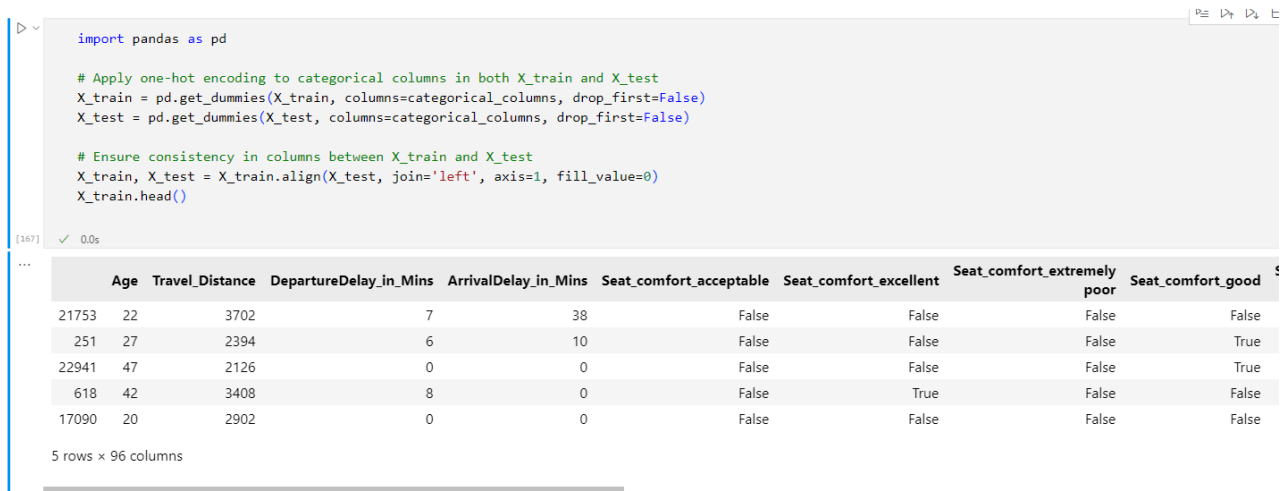 import pandas as pd
# Apply one-hot encoding to categorical columns in both X_train and X_test
X_train = pd.get_dummies(X_train, columns=categorical_columns, drop_first=False)
X_test = pd.get_dummies(X_test, columns=categorical_columns, drop_first=False)
# Ensure consistency in columns between X_train and X_test
X_train, X_test = X_train.align(X_test, join='left', axis=1, fill_value=0)
X_train.head()
[167] ✓ 0.0s
...
Age Travel_Distance DepartureDelay_in_Mins ArrivalDelay_in_Mins Seat_comfort_acceptable Seat_comfort_excellent Seat_comfort_extremely poor Seat_comfort_good
21753 22 3702 7 38 False False False False
251 27 2394 6 10 False False False True
22941 47 2126 0 0 False False False True
618 42 3408 8 0 False True False False
17090 20 2902 0 0 False False False False
5 rows × 96 columns